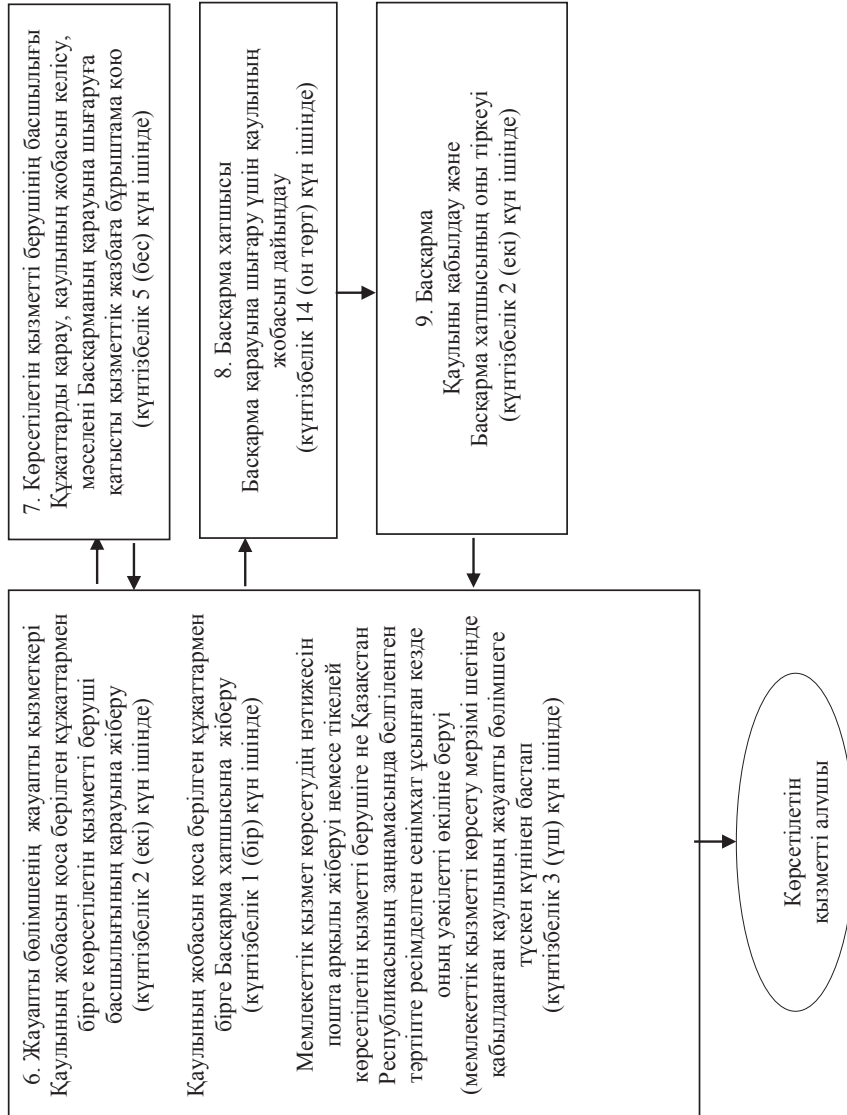 6. Жауапты бөлімшенің жауапты қызметкері
Қаулының жобасын қоса берілген құжаттармен
бірге көрсетілетін қызметті беруші
басшылығының қарауына жіберу
(күнтізбелік 2 (екі) күн ішінде)
Қаулының жобасын қоса берілген құжаттармен
бірге Басқарма хатшысына жіберу
(күнтізбелік 1 (бір) күн ішінде)
Мемлекеттік қызмет көрсетудің нәтижесін
пошта арқылы жіберуі немесе тікелей
көрсетілетін қызметті берушіге не Қазақстан
Республикасының заңнамасында белгіленген
тәртіпте ресімделген сенімхат ұсынған кезде
оның уәкілетті өкіліне беруі
(мемлекеттік қызметті көрсету мерзімі шегінде
қабылданған қаулының жауапты бөлімшеге
түскен күнінен бастап
(күнтізбелік 3 (үш) күн ішінде)
7. Көрсетілетін қызметті берушінің басшылығы
Құжаттарды қарау, қаулының жобасын келісу,
мәселені Басқарманың қарауына шығаруға
қатысты қызметтік жазбаға бұрыштама қою
(күнтізбелік 5 (бес) күн ішінде)
8. Басқарма хатшысы
Басқарма қарауына шығару үшін қаулының
жобасын дайындау
(күнтізбелік 14 (он төрт) күн ішінде)
9. Басқарма
Қаулыны қабылдау және
Басқарма хатшысының оны тіркеуі
(күнтізбелік 2 (екі) күн ішінде)
Көрсетілетін
қызметті алушы